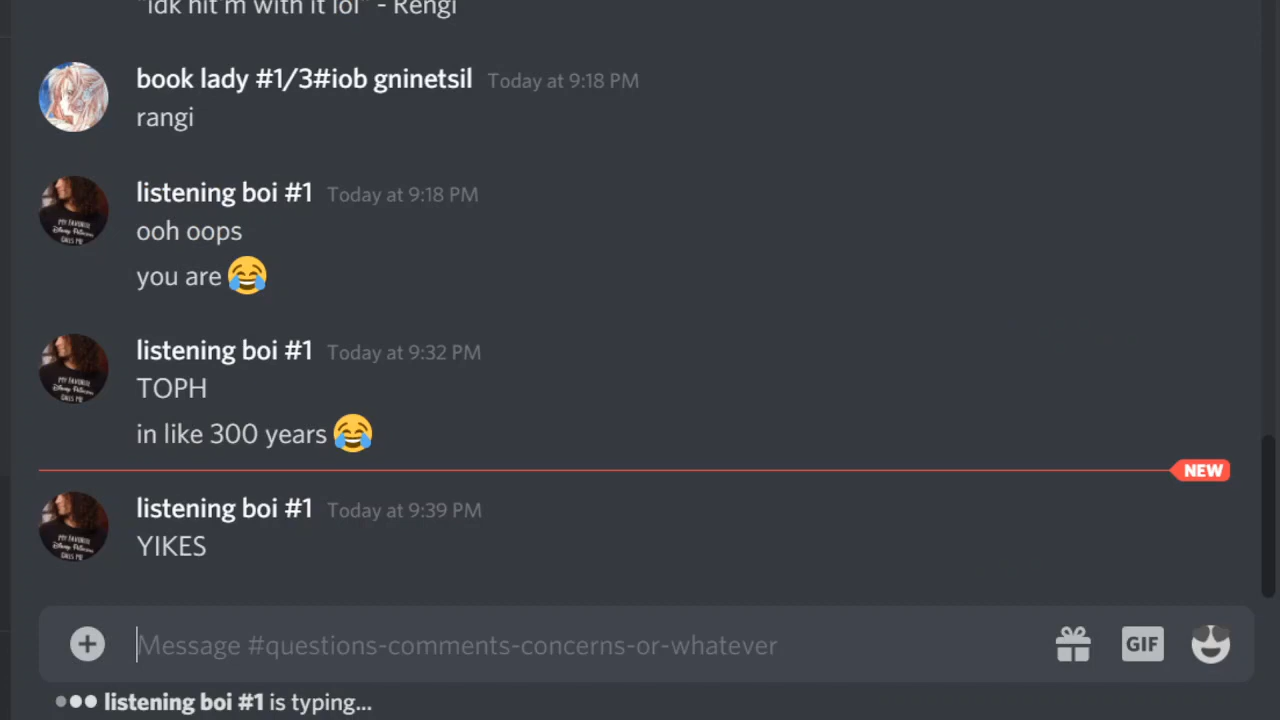 "idk hit'm with it lol" - Rengi
book lady #1/3#iob gninetsil Today at 9:18 PM
rangi
listening boi #1 Today at 9:18 PM
ooh oops
you are 😂
listening boi #1 Today at 9:32 PM
TOPH
in like 300 years 😂
NEW
listening boi #1 Today at 9:39 PM
YIKES
Message #questions-comments-concerns-or-whatever
GIF
listening boi #1 is typing...